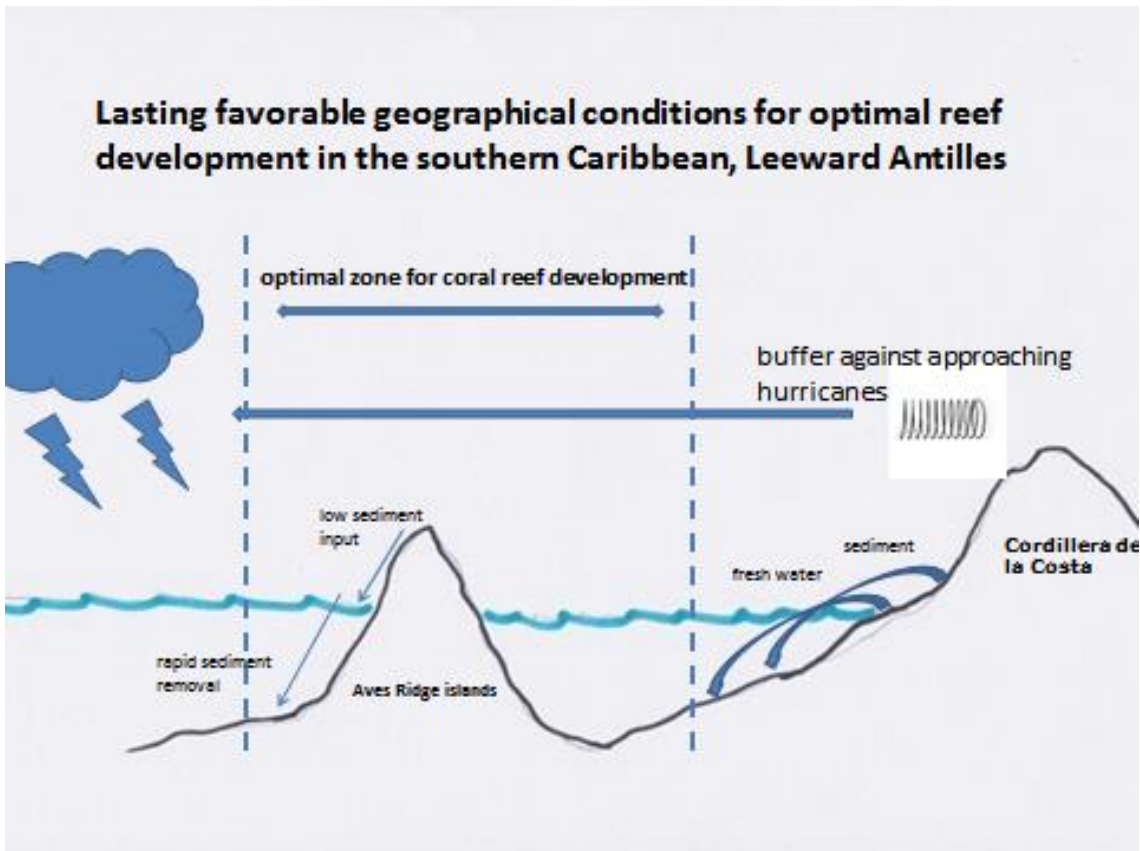 Lasting favorable geographical conditions for optimal reef
development in the southern Caribbean, Leeward Antilles
optimal zone for coral reef development
buffer against approaching
hurricanes
low sediment
input
sediment
fresh water
Cordillera de
la Costa
rapid sediment
removal
Aves Ridge islands